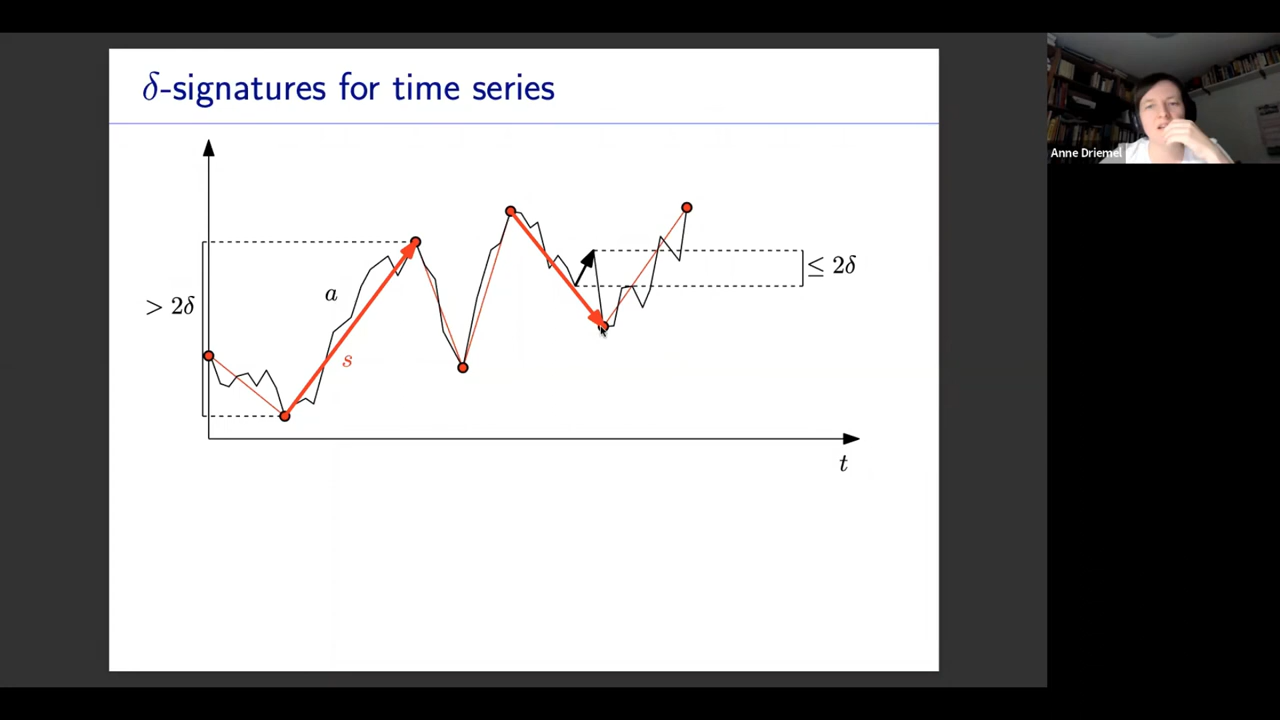 δ-signatures for time series
Anne Driemel
≤ 2δ
a
> 2δ
s
t